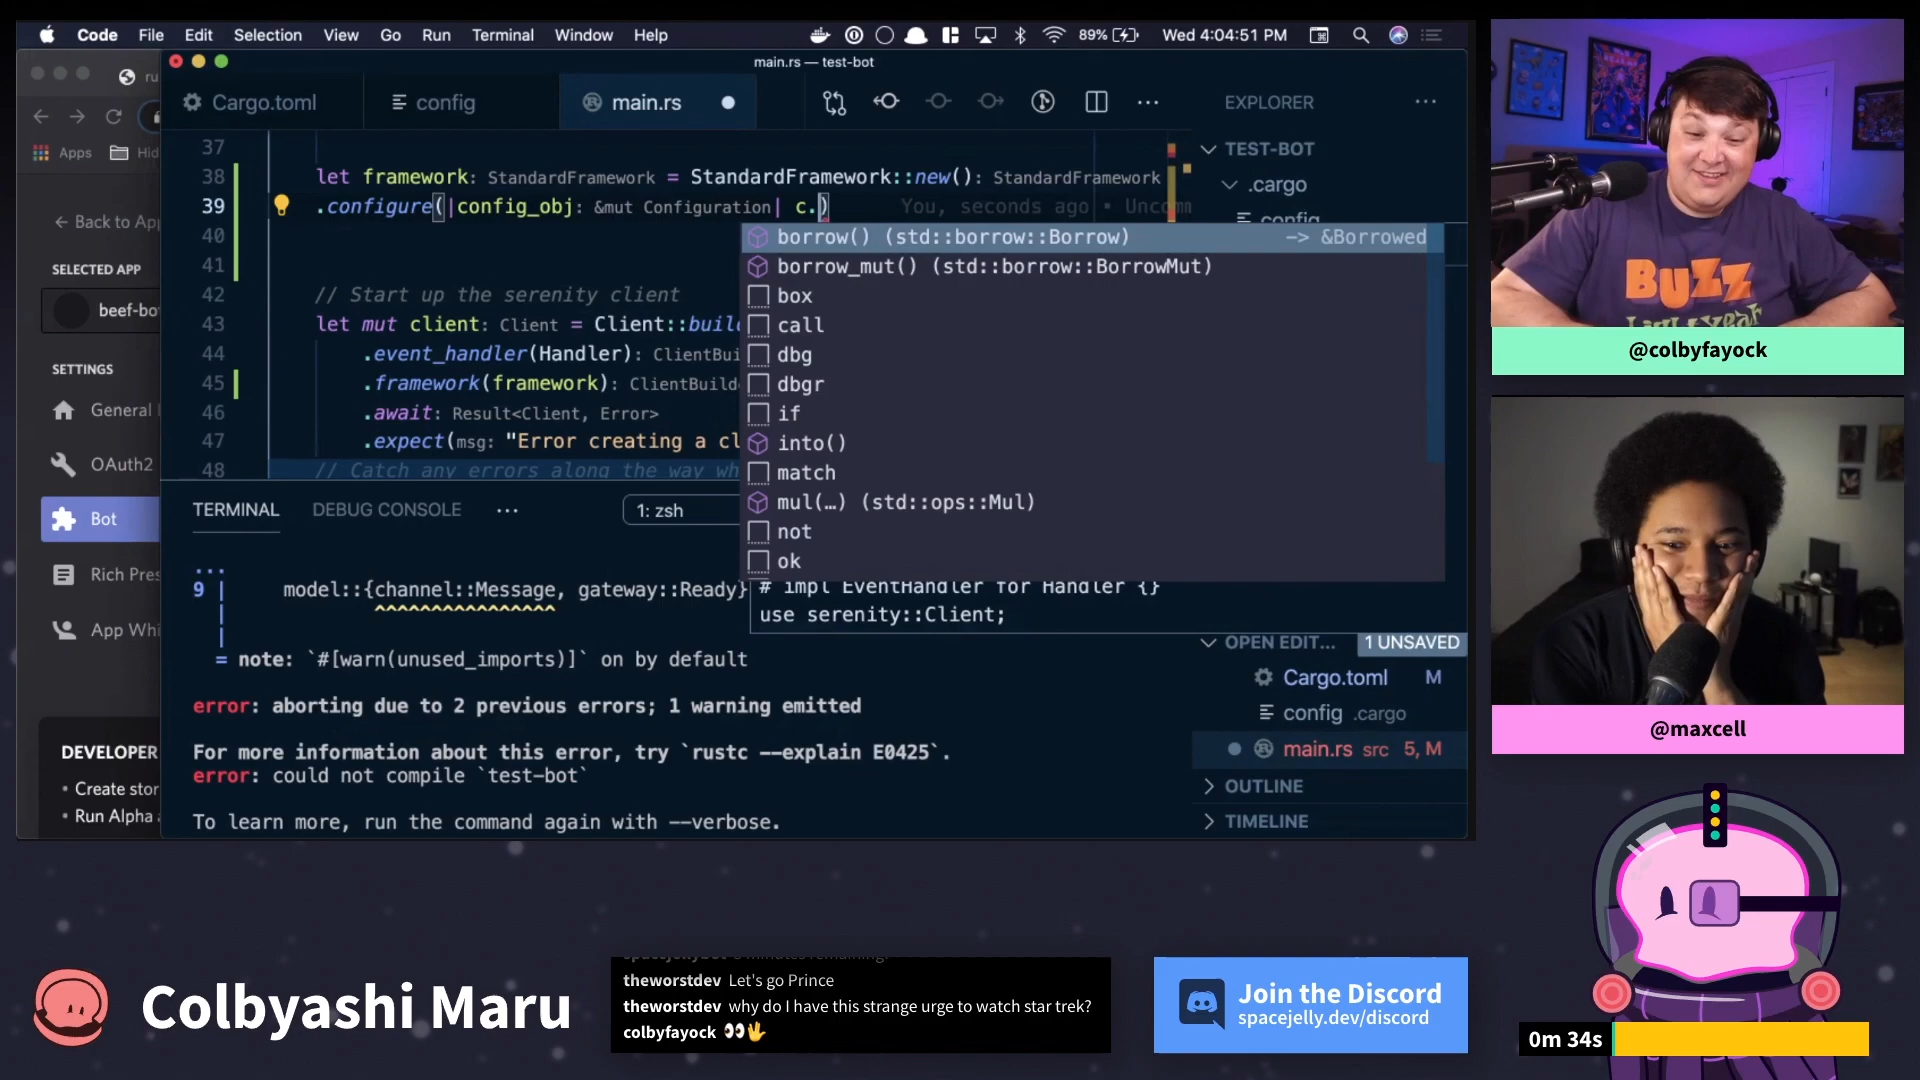 Code File Edit Selection View Go Run Terminal Window Help 89% Wed 4:04:51 PM
main.rs — test-bot
ru
Apps
Back to App
SELECTED APP
beef-bo
SETTINGS
General
OAuth2
Bot
Rich Pres
App Whi
DEVELOPER
• Create stor
• Run Alpha
Cargo.toml config main.rs
37
38 let framework: StandardFramework = StandardFramework::new(): StandardFramework
39 .configure(|config_obj: &mut Configuration| c.) You, seconds ago • Uncomm
40
41
42 // Start up the serenity client
43 let mut client: Client = Client::build
44 .event_handler(Handler): ClientBui
45 .framework(framework): ClientBuild
46 .await: Result<Client, Error>
47 .expect(msg: "Error creating a cl
48 // Catch any errors along the way wh
borrow() (std::borrow::Borrow) -> &Borrowed
borrow_mut() (std::borrow::BorrowMut)
box
call
dbg
dbgr
if
into()
match
mul(…) (std::ops::Mul)
not
ok
# impl EventHandler for Handler {}
use serenity::Client;
TERMINAL DEBUG CONSOLE ... 1: zsh
...
9 | model::{channel::Message, gateway::Ready}
|     ^^^^^^^^^^^^^^^^
|
= note: `#[warn(unused_imports)]` on by default
error: aborting due to 2 previous errors; 1 warning emitted
For more information about this error, try `rustc --explain E0425`.
error: could not compile `test-bot`
To learn more, run the command again with --verbose.
EXPLORER
TEST-BOT
.cargo
config
OPEN EDIT... 1 UNSAVED
Cargo.toml M
config .cargo
main.rs src 5, M
OUTLINE
TIMELINE
BUZZ
Lightyear
@colbyfayock
@maxcell
Colbyashi Maru
theworstdev Let's go Prince
theworstdev why do I have this strange urge to watch star trek?
colbyfayock 👀🖖
Join the Discord
spacejelly.dev/discord
0m 34s